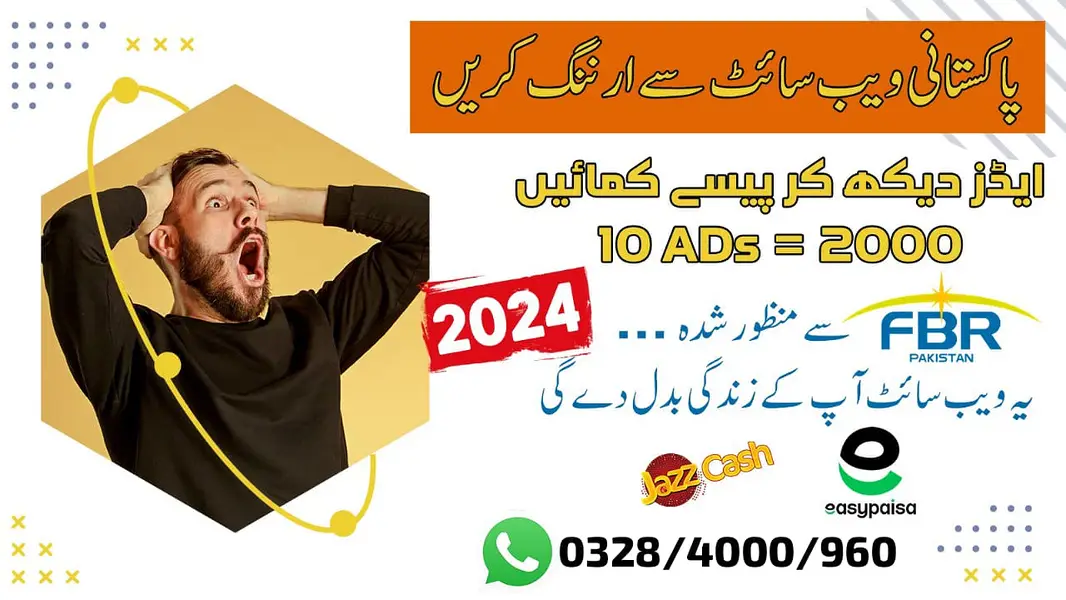 پاکستانی ویب سائٹ سے ارننگ کریں
ایڈز دیکھ کر پیسے کمائیں
10 ADs = 2000
2024
FBR PAKISTAN سے منظور شدہ ...
یہ ویب سائٹ آپ کے زندگی بدل دے گی
Jazz Cash
easypaisa
0328/4000/960